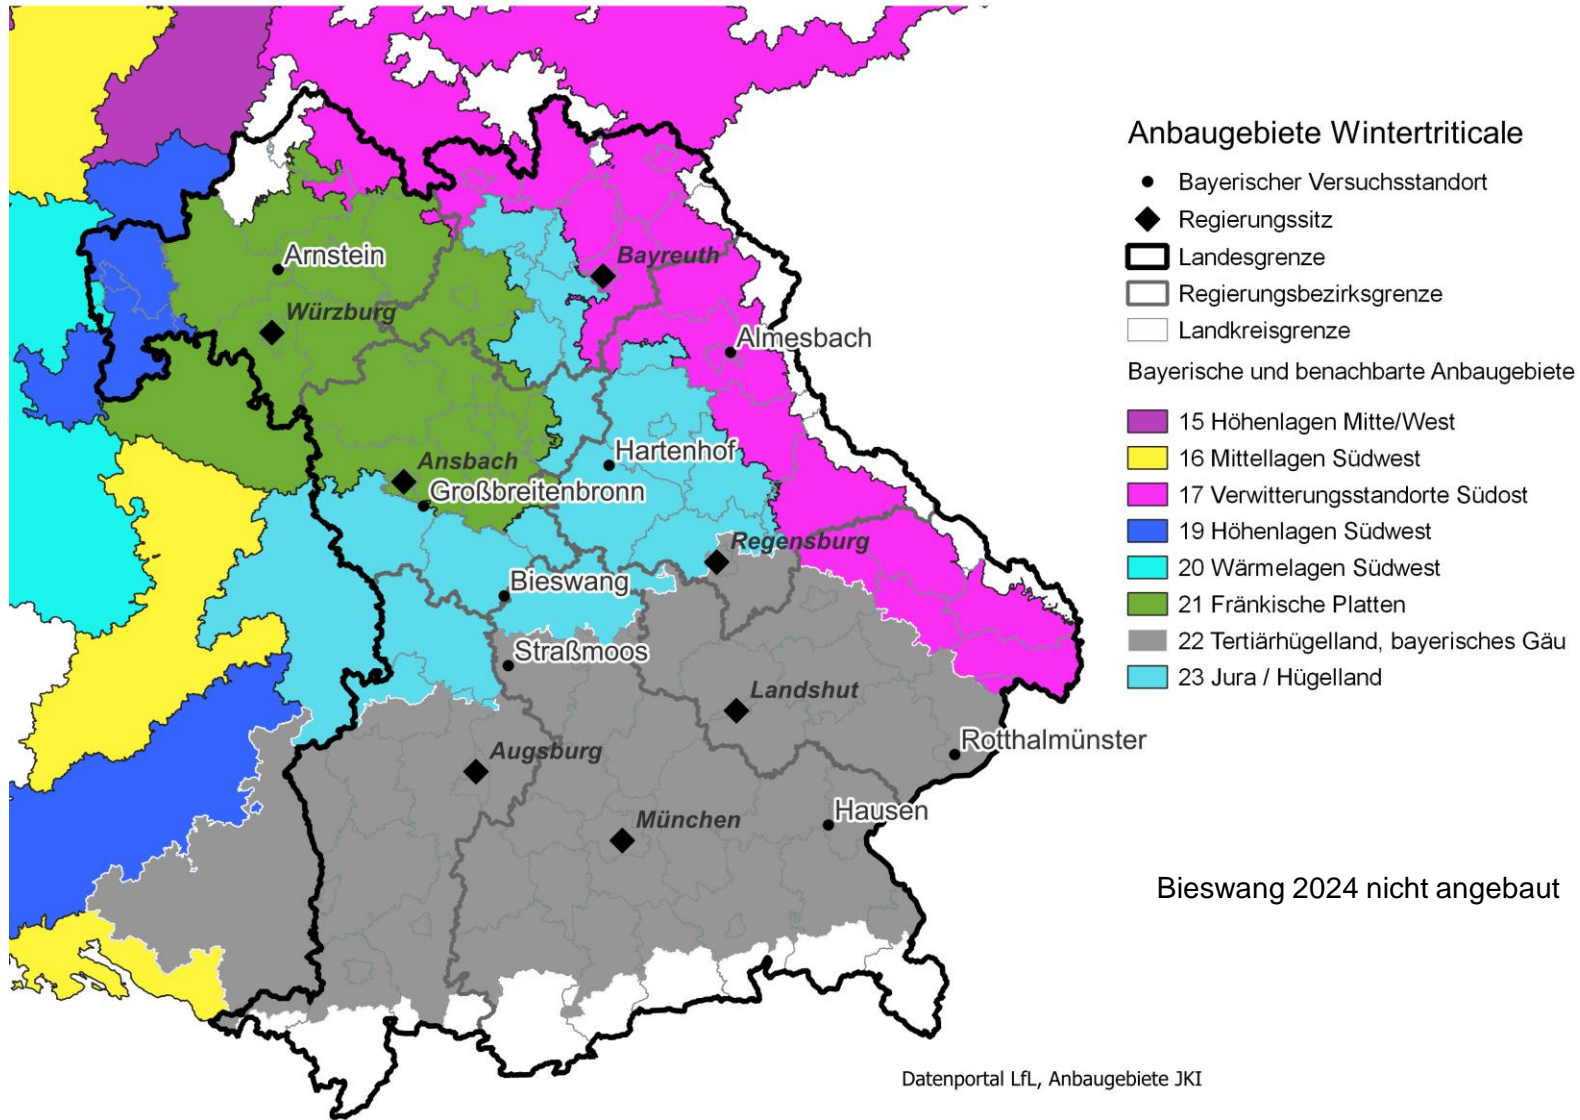 Anbaugebiete Wintertriticale
Bayerischer Versuchsstandort
Regierungssitz
Landesgrenze
Regierungsbezirksgrenze
Landkreisgrenze
Bayerische und benachbarte Anbaugebiete
15 Höhenlagen Mitte/West
16 Mittellagen Südwest
17 Verwitterungsstandorte Südost
19 Höhenlagen Südwest
20 Wärmelagen Südwest
21 Fränkische Platten
22 Tertiärhügelland, bayerisches Gäu
23 Jura / Hügelland
Arnstein
Bayreuth
Würzburg
Almesbach
Hartenhof
Ansbach
Großbreitenbronn
Regensburg
Bieswang
Straßmoos
Landshut
Rotthalmünster
Augsburg
Hausen
München
Bieswang 2024 nicht angebaut
Datenportal LfL, Anbaugebiete JKI